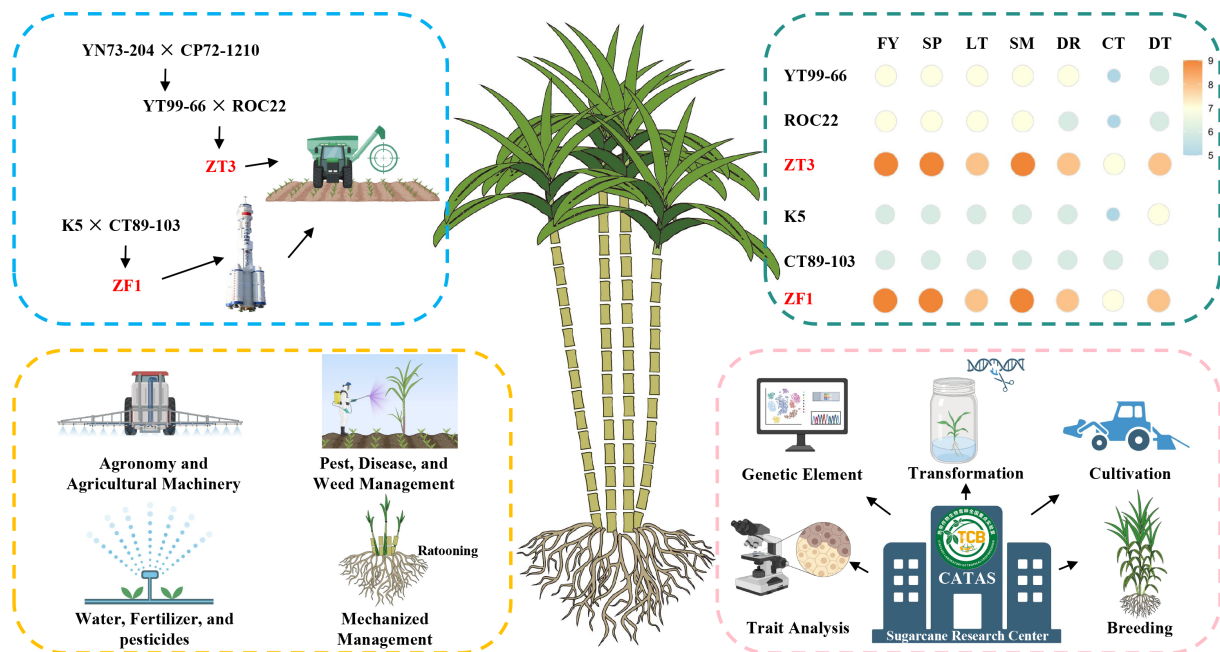 YN73-204 × CP72-1210
YT99-66 × ROC22
ZT3
K5 × CT89-103
ZF1
FY SP LT SM DR CT DT
YT99-66
ROC22
ZT3
K5
CT89-103
ZF1
9
8
7
6
5
Agronomy and
Agricultural Machinery
Pest, Disease, and
Weed Management
Water, Fertilizer, and
pesticides
Ratooning
Mechanized
Management
Genetic Element
Transformation
Cultivation
Trait Analysis
TCB
CATAS
Sugarcane Research Center
Breeding